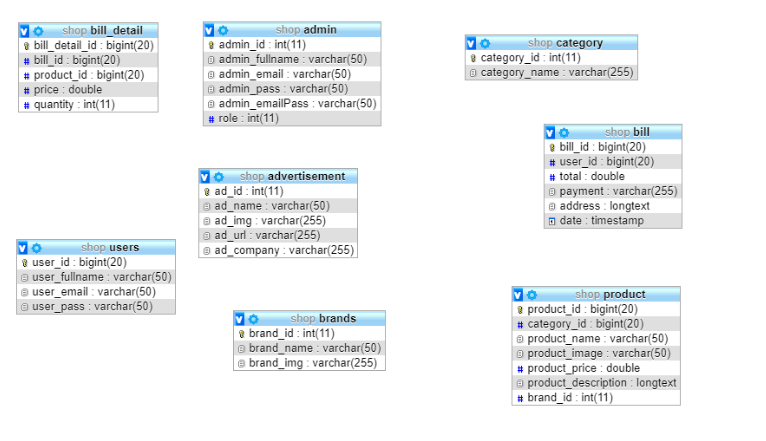 shop bill_detail
bill_detail_id : bigint(20)
bill_id : bigint(20)
product_id : bigint(20)
price : double
quantity : int(11)
shop admin
admin_id : int(11)
admin_fullname : varchar(50)
admin_email : varchar(50)
admin_pass : varchar(50)
admin_emailPass : varchar(50)
role : int(11)
shop category
category_id : int(11)
category_name : varchar(255)
shop bill
bill_id : bigint(20)
user_id : bigint(20)
total : double
payment : varchar(255)
address : longtext
date : timestamp
shop advertisement
ad_id : int(11)
ad_name : varchar(50)
ad_img : varchar(255)
ad_url : varchar(255)
ad_company : varchar(255)
shop users
user_id : bigint(20)
user_fullname : varchar(50)
user_email : varchar(50)
user_pass : varchar(50)
shop brands
brand_id : int(11)
brand_name : varchar(50)
brand_img : varchar(255)
shop product
product_id : bigint(20)
category_id : bigint(20)
product_name : varchar(50)
product_image : varchar(50)
product_price : double
product_description : longtext
brand_id : int(11)